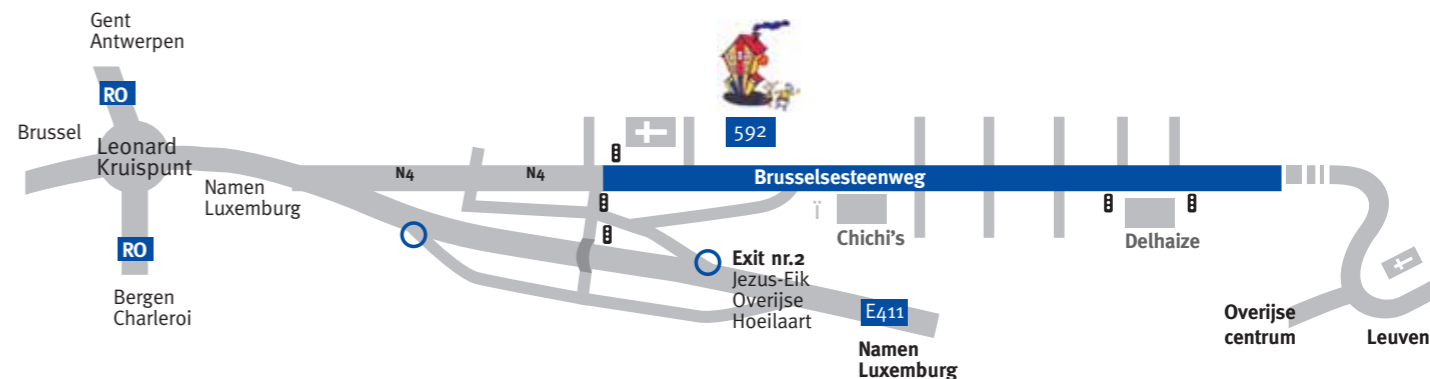 Gent
Antwerpen
RO
Brussel
Leonard
Kruispunt
Namen
Luxemburg
RO
Bergen
Charleroi
N4
N4
592
Brusselsesteenweg
ï
Chichi's
Delhaize
Exit nr.2
Jezus-Eik
Overijse
Hoeilaart
E411
Namen
Luxemburg
Overijse
centrum
Leuven